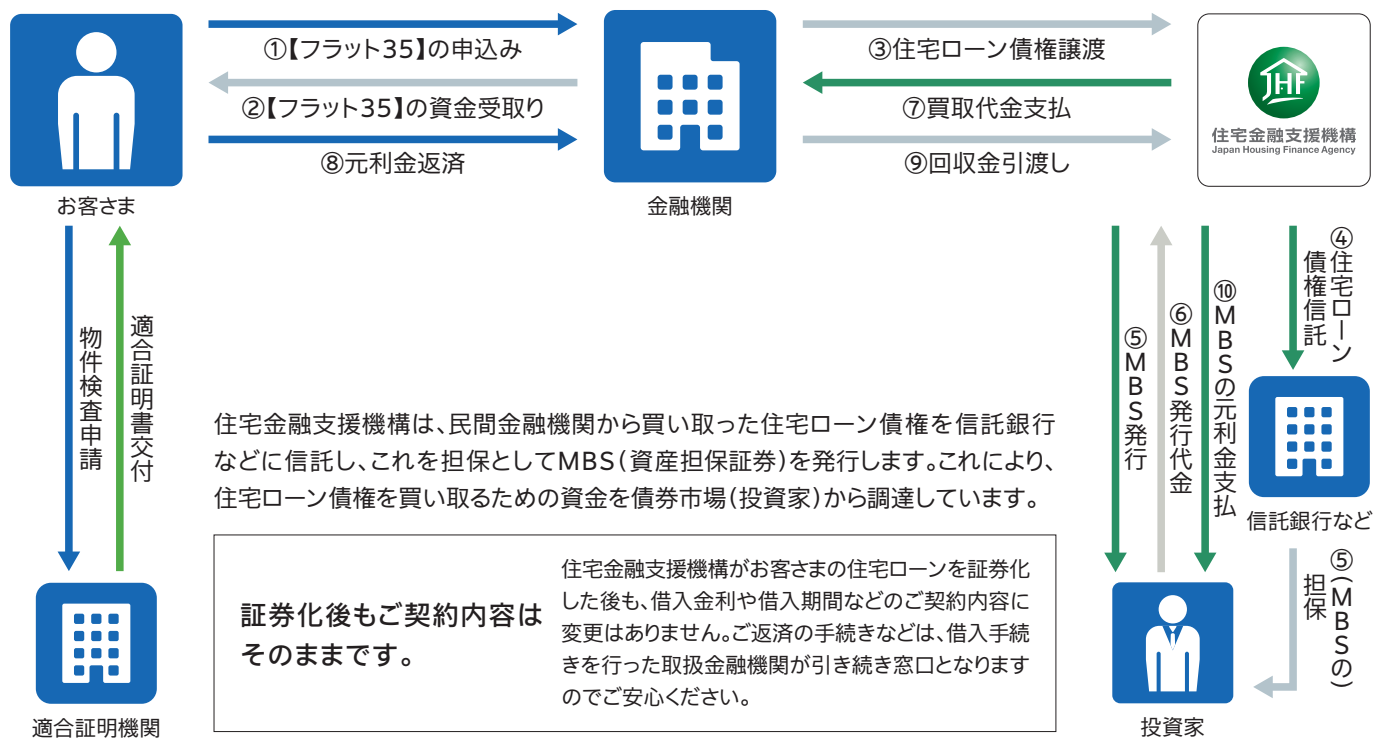 ①【フラット35】の申込み
②【フラット35】の資金受取り
⑧元利金返済
③住宅ローン債権譲渡
⑦買取代金支払
⑨回収金引渡し
JHF
住宅金融支援機構
Japan Housing Finance Agency
お客さま
金融機関
物件検査申請
適合証明書交付
⑤MBS発行
⑥MBS発行代金
⑩MBSの元利金支払
④住宅ローン
債権信託
信託銀行など
⑤(MBSの)
担保
住宅金融支援機構は、民間金融機関から買い取った住宅ローン債権を信託銀行
などに信託し、これを担保としてMBS(資産担保証券)を発行します。これにより、
住宅ローン債権を買い取るための資金を債券市場(投資家)から調達しています。
証券化後もご契約内容は
そのままです。
住宅金融支援機構がお客さまの住宅ローンを証券化
した後も、借入金利や借入期間などのご契約内容に
変更はありません。ご返済の手続きなどは、借入手続
きを行った取扱金融機関が引き続き窓口となります
のでご安心ください。
適合証明機関
投資家